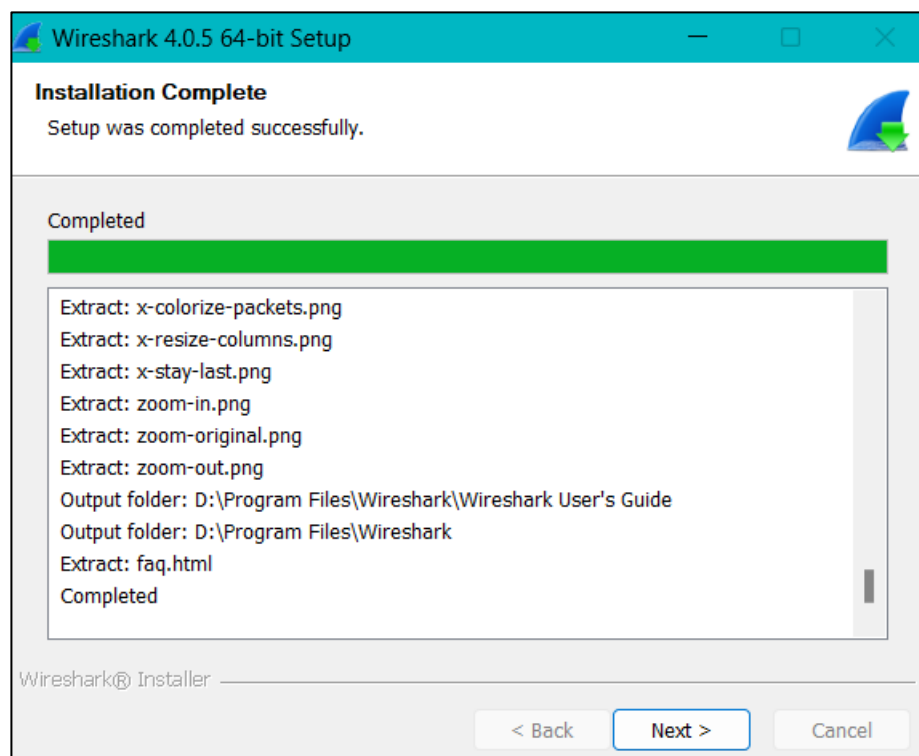 Wireshark 4.0.5 64-bit Setup
Installation Complete
Setup was completed successfully.
Completed
Extract: x-colorize-packets.png
Extract: x-resize-columns.png
Extract: x-stay-last.png
Extract: zoom-in.png
Extract: zoom-original.png
Extract: zoom-out.png
Output folder: D:\Program Files\Wireshark\Wireshark User's Guide
Output folder: D:\Program Files\Wireshark
Extract: faq.html
Completed
Wireshark® Installer
< Back Next > Cancel